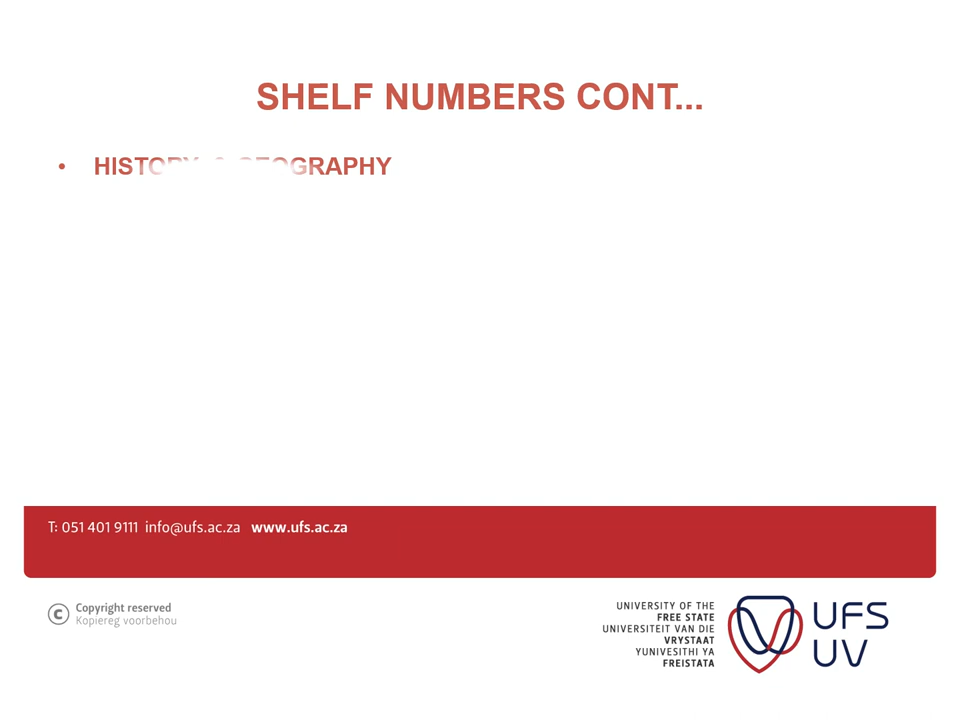 SHELF NUMBERS CONT...
• HISTORY & GEOGRAPHY
T: 051 401 9111 info@ufs.ac.za www.ufs.ac.za
Copyright reserved
Kopiereg voorbehou
UNIVERSITY OF THE
FREE STATE
UNIVERSITEIT VAN DIE
VRYSTAAT
YUNIVESITHI YA
FREISTATA
UFS
UV